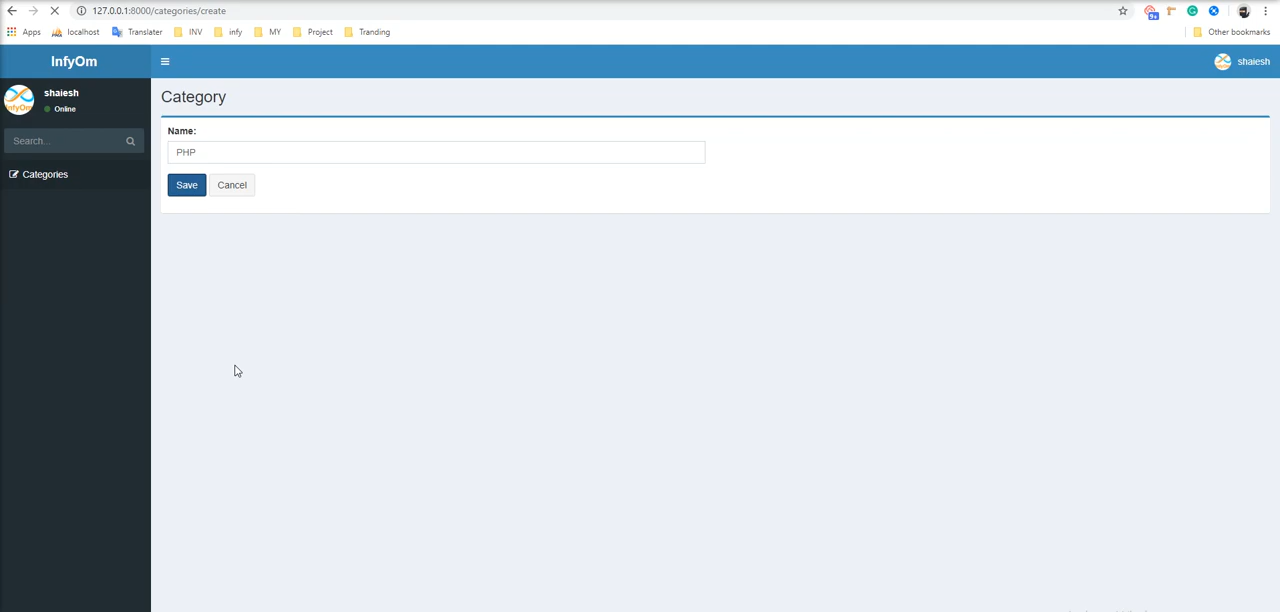 127.0.0.1:8000/categories/create
9+
Apps localhost Translater INV infy MY Project Tranding Other bookmarks
InfyOm shaiesh
shaiesh
Online
Search...
Categories
Category
Name:
PHP
Save Cancel